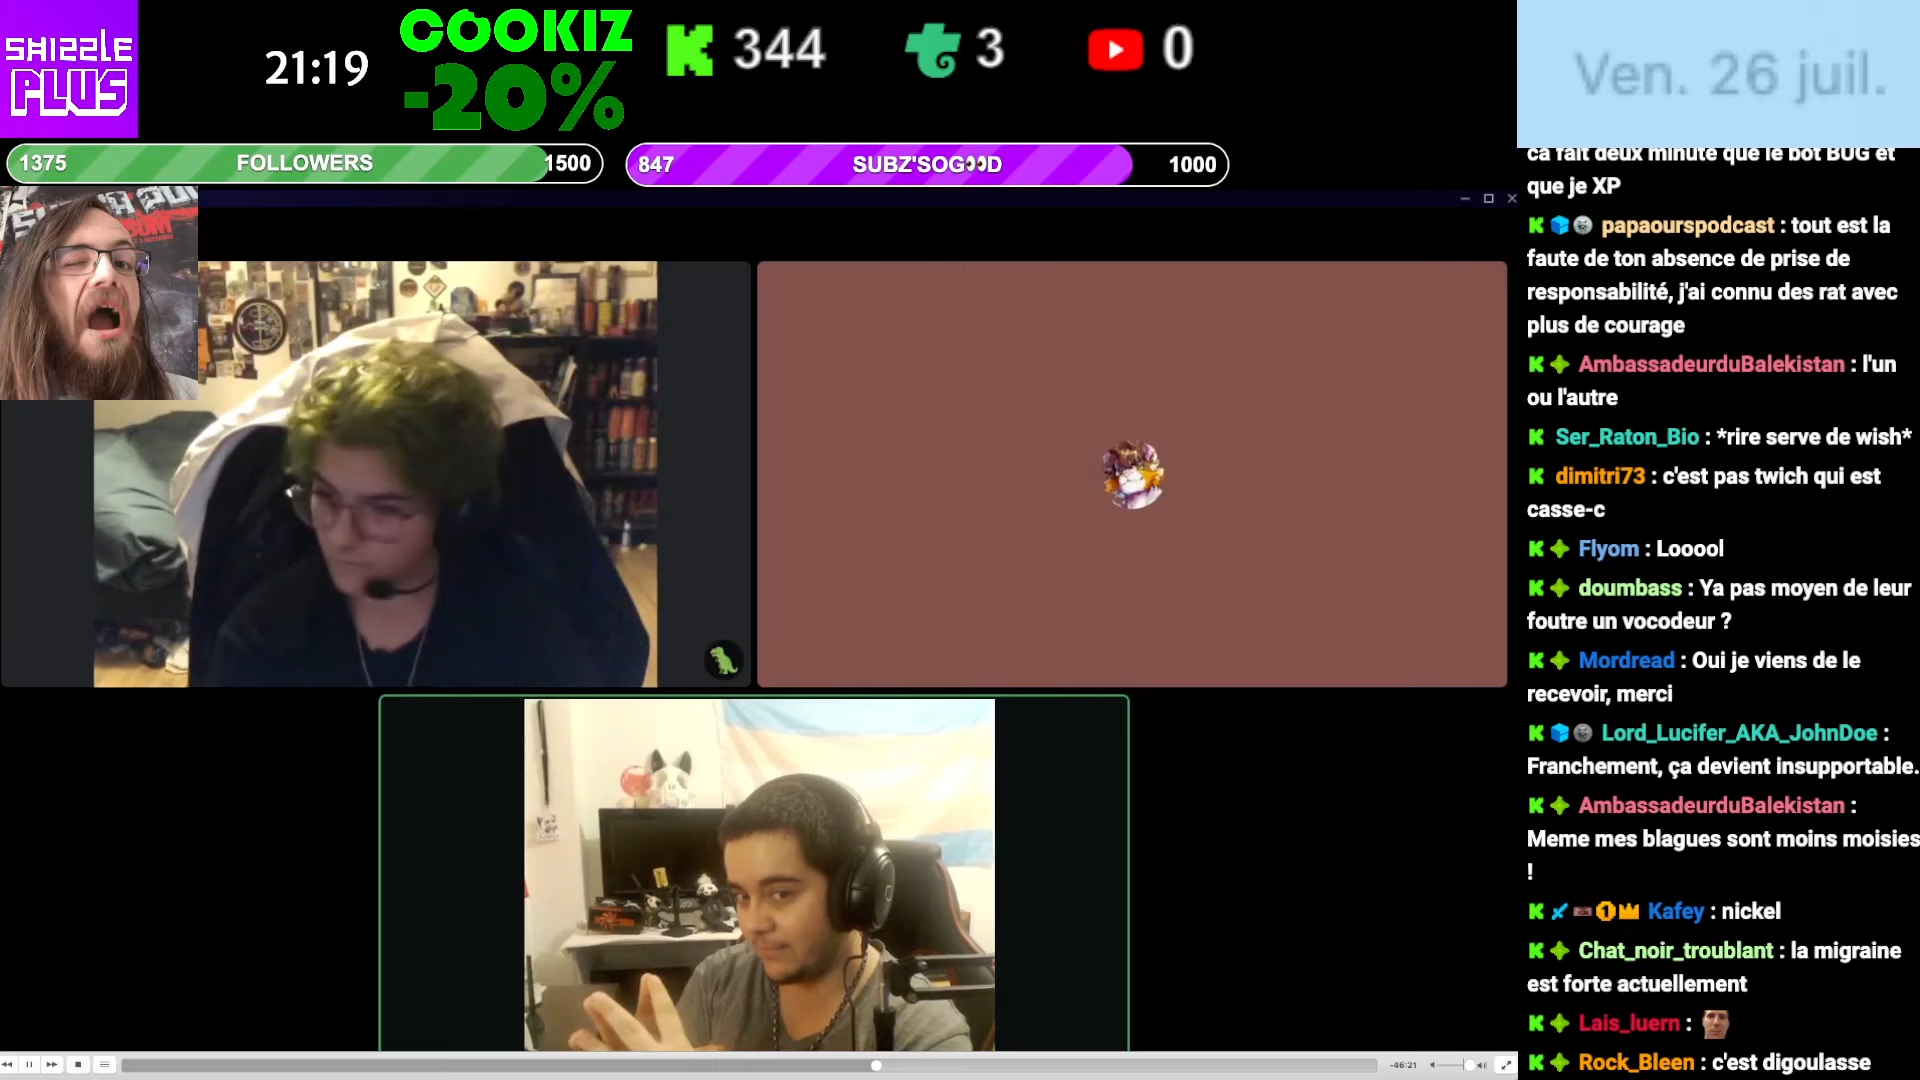 SHIZZLE
PLUS
21:19
COOKIZ
-20%
344
3
0
Ven. 26 juil.
1375 FOLLOWERS 1500
847 SUBZ'SOG👀D 1000
ca fait deux minute que le bot BUG et
que je XP
papaourspodcast : tout est la
faute de ton absence de prise de
responsabilité, j'ai connu des rat avec
plus de courage
AmbassadeurduBalekistan : l'un
ou l'autre
Ser_Raton_Bio : *rire serve de wish*
dimitri73 : c'est pas twich qui est
casse-c
Flyom : Looool
doumbass : Ya pas moyen de leur
foutre un vocodeur ?
Mordread : Oui je viens de le
recevoir, merci
Lord_Lucifer_AKA_JohnDoe :
Franchement, ça devient insupportable.
AmbassadeurduBalekistan :
Meme mes blagues sont moins moisies
!
Kafey : nickel
Chat_noir_troublant : la migraine
est forte actuellement
Lais_luern :
Rock_Bleen : c'est digoulasse
-46:21